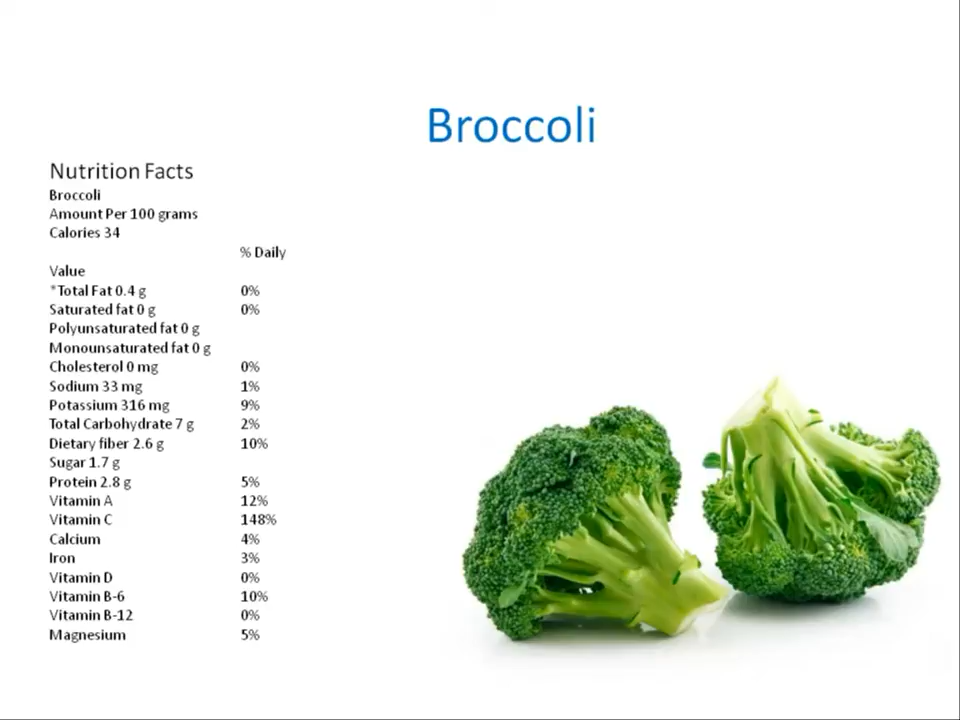 Broccoli
Nutrition Facts
Broccoli
Amount Per 100 grams
Calories 34
% Daily
Value
*Total Fat 0.4 g 0%
Saturated fat 0 g 0%
Polyunsaturated fat 0 g
Monounsaturated fat 0 g
Cholesterol 0 mg 0%
Sodium 33 mg 1%
Potassium 316 mg 9%
Total Carbohydrate 7 g 2%
Dietary fiber 2.6 g 10%
Sugar 1.7 g
Protein 2.8 g 5%
Vitamin A 12%
Vitamin C 148%
Calcium 4%
Iron 3%
Vitamin D 0%
Vitamin B-6 10%
Vitamin B-12 0%
Magnesium 5%